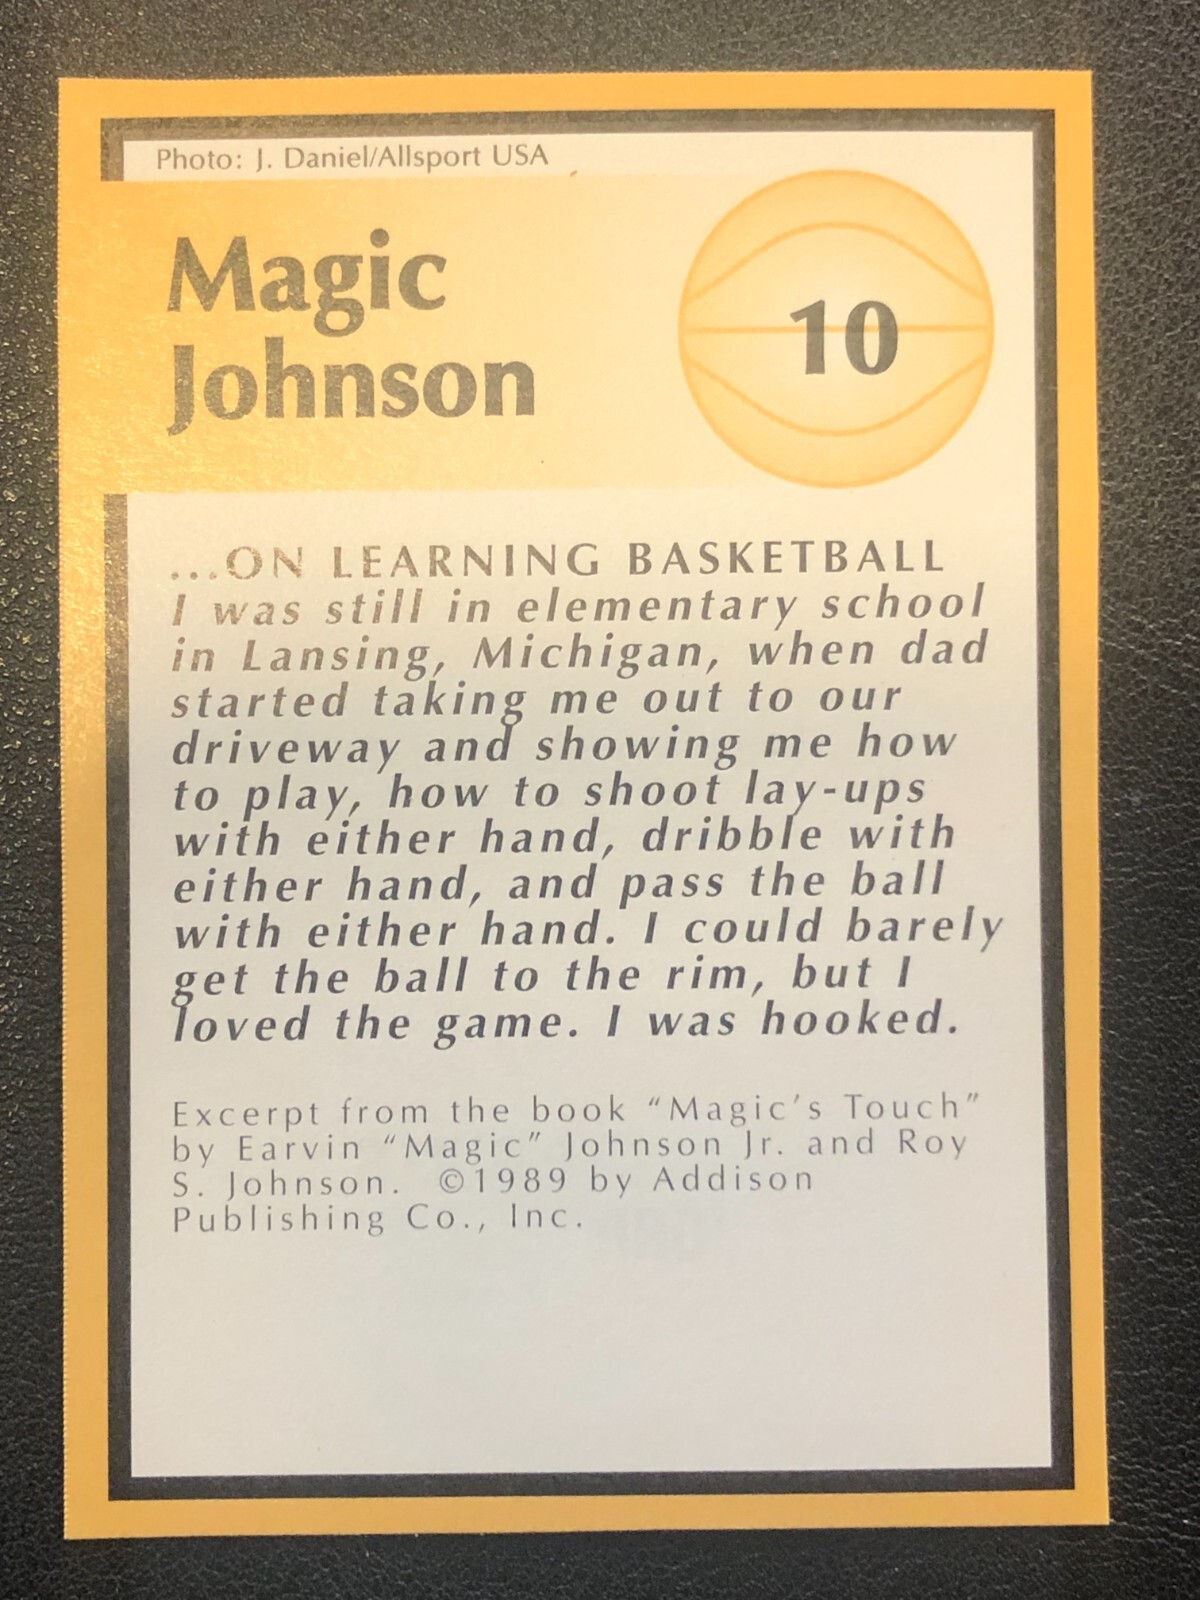 Photo: J. Daniel/Allsport USA
Magic
Johnson
10
...ON LEARNING BASKETBALL
I was still in elementary school
in Lansing, Michigan, when dad
started taking me out to our
driveway and showing me how
to play, how to shoot lay-ups
with either hand, dribble with
either hand, and pass the ball
with either hand. I could barely
get the ball to the rim, but I
loved the game. I was hooked.
Excerpt from the book “Magic’s Touch”
by Earvin “Magic” Johnson Jr. and Roy
S. Johnson. ©1989 by Addison
Publishing Co., Inc.